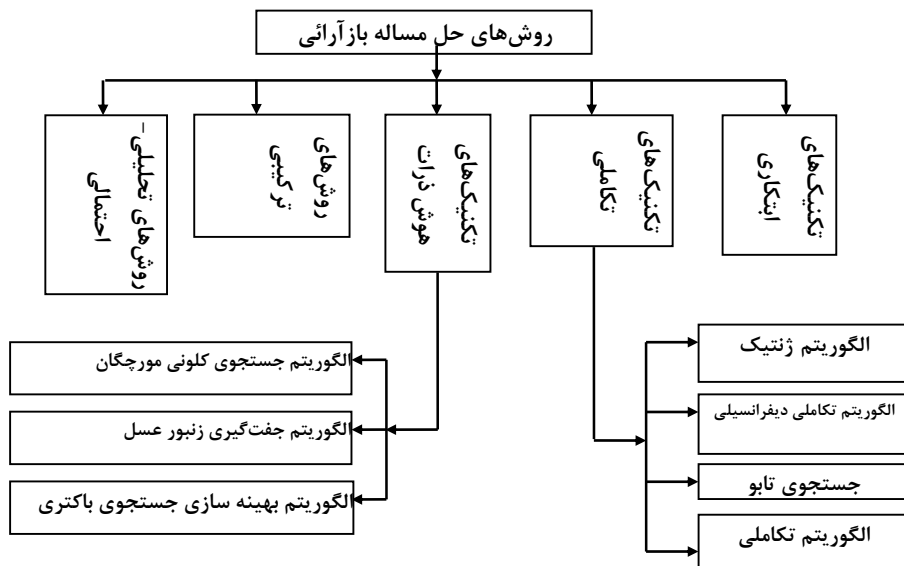 روش‌های حل مساله بازآرائی
تکنیک‌های
ابتکاری
تکنیک‌های
تکاملی
تکنیک‌های
هوش ذرات
روش‌های
ترکیبی
روش‌های تحلیلی-
احتمالی
الگوریتم ژنتیک
الگوریتم تکاملی دیفرانسیلی
جستجوی تابو
الگوریتم تکاملی
الگوریتم جستجوی کلونی مورچگان
الگوریتم جفت‌گیری زنبور عسل
الگوریتم بهینه سازی جستجوی باکتری